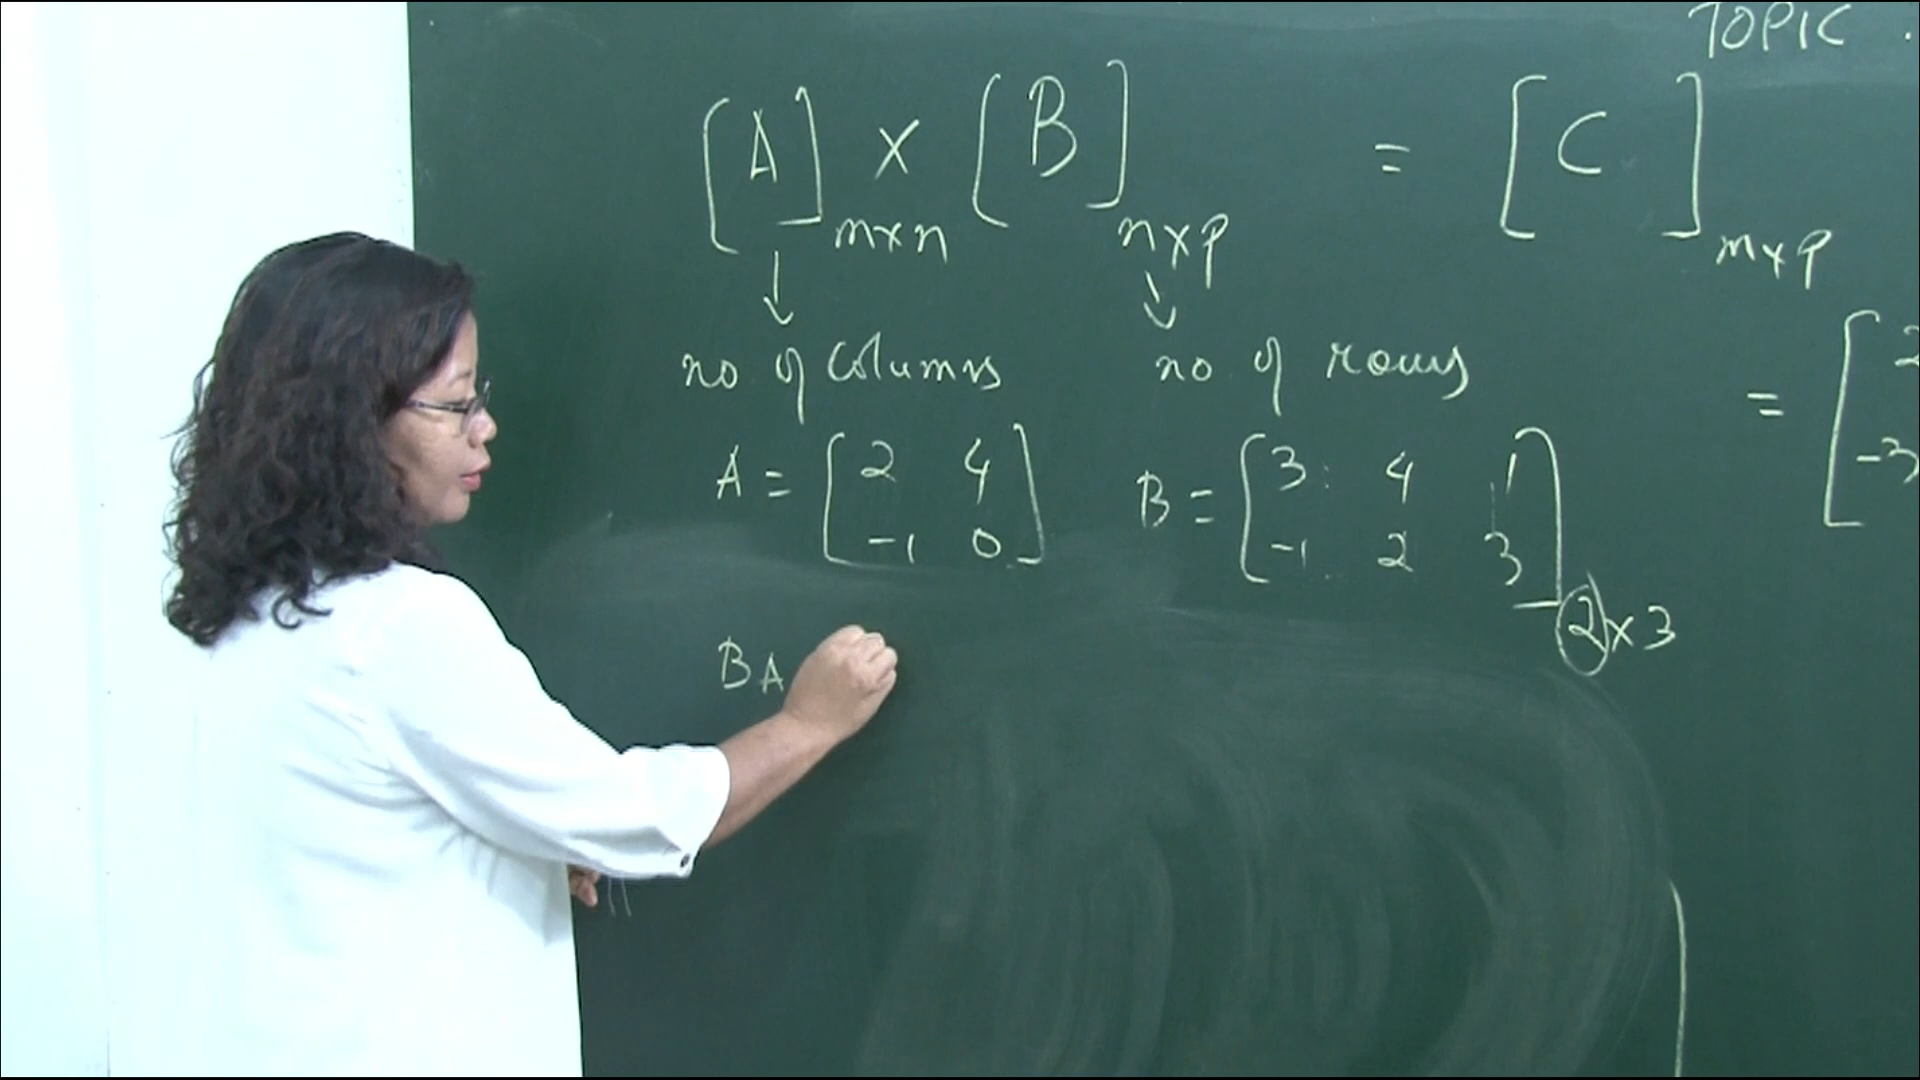 TOPIC .
[A] m×n × [B] n×p = [C] m×p
↓ ↓
no of columns no of rows
= [ 2
-3
A = [ 2 4 B = [ 3 4 1
-1 0 ] -1 2 3 ] 2×3
BA